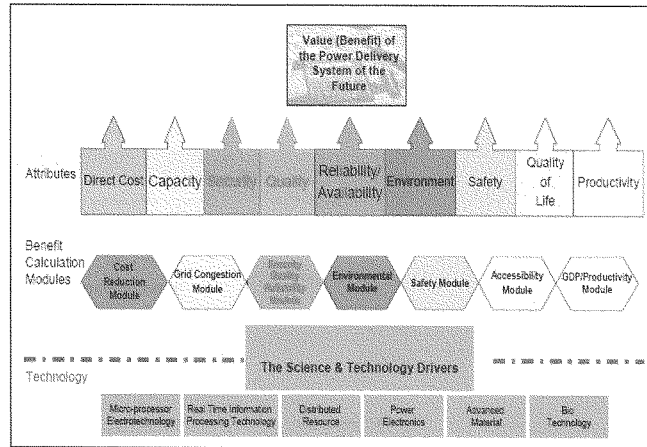 Value (Benefit) of
the Power Delivery
System of the
Future
Attributes
Direct Cost
Capacity
Security
Quality
Reliability/
Availability
Environment
Safety
Quality
of
Life
Productivity
Benefit
Calculation
Modules
Cost
Reduction
Module
Grid Congestion
Module
Security
Quality
Module
Environmental
Module
Safety Module
Accessibility
Module
GDP/Productivity
Module
The Science & Technology Drivers
Technology
Micro-processor
Electrotechnology
Real Time Information
Processing Technology
Distributed
Resource
Power
Electronics
Advanced
Material
Bio
Technology